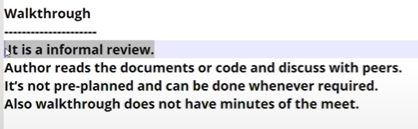 Walkthrough
---------------------
It is a informal review.
Author reads the documents or code and discuss with peers.
It's not pre-planned and can be done whenever required.
Also walkthrough does not have minutes of the meet.